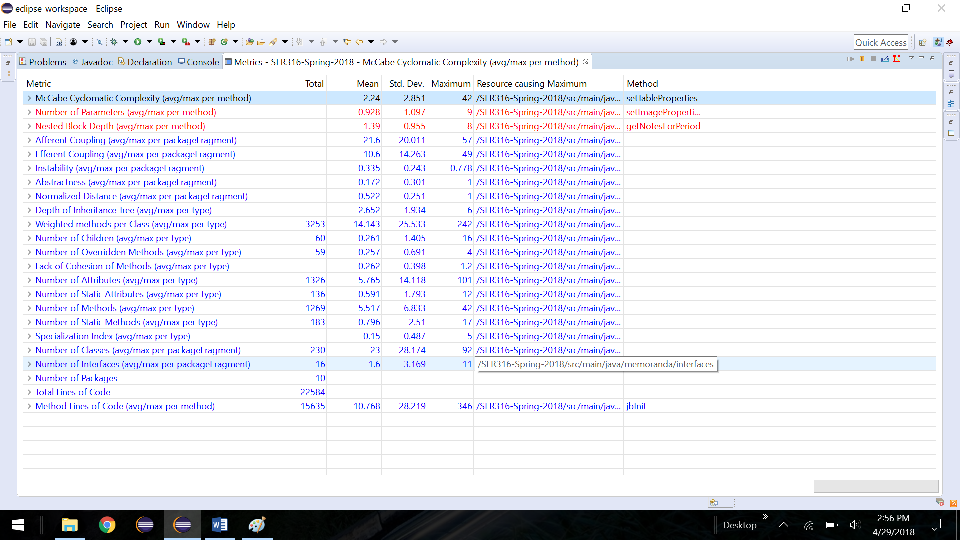 eclipse workspace - Eclipse
File Edit Navigate Search Project Run Window Help
Quick Access
Problems Javadoc Declaration Console Metrics - SER316-Spring-2018 - McCabe Cyclomatic Complexity (avg/max per method)
Metric Total Mean Std. Dev. Maximum Resource causing Maximum Method
McCabe Cyclomatic Complexity (avg/max per method) 2.24 2.851 42 /SER316-Spring-2018/src/main/jav... setTableProperties
Number of Parameters (avg/max per method) 0.928 1.097 9 /SER316-Spring-2018/src/main/jav... setImageProperti...
Nested Block Depth (avg/max per method) 1.39 0.955 8 /SER316-Spring-2018/src/main/jav... getNotesForPeriod
Afferent Coupling (avg/max per packageFragment) 21.6 20.011 57 /SER316-Spring-2018/src/main/jav...
Efferent Coupling (avg/max per packageFragment) 10.6 14.263 49 /SER316-Spring-2018/src/main/jav...
Instability (avg/max per packageFragment) 0.335 0.243 0.778 /SER316-Spring-2018/src/main/jav...
Abstractness (avg/max per packageFragment) 0.172 0.301 1 /SER316-Spring-2018/src/main/jav...
Normalized Distance (avg/max per packageFragment) 0.522 0.251 1 /SER316-Spring-2018/src/main/jav...
Depth of Inheritance Tree (avg/max per type) 2.652 1.934 6 /SER316-Spring-2018/src/main/jav...
Weighted methods per Class (avg/max per type) 3253 14.143 25.533 242 /SER316-Spring-2018/src/main/jav...
Number of Children (avg/max per type) 60 0.261 1.405 16 /SER316-Spring-2018/src/main/jav...
Number of Overridden Methods (avg/max per type) 59 0.257 0.691 4 /SER316-Spring-2018/src/main/jav...
Lack of Cohesion of Methods (avg/max per type) 0.262 0.398 1.2 /SER316-Spring-2018/src/main/jav...
Number of Attributes (avg/max per type) 1326 5.765 14.118 101 /SER316-Spring-2018/src/main/jav...
Number of Static Attributes (avg/max per type) 136 0.591 1.793 12 /SER316-Spring-2018/src/main/jav...
Number of Methods (avg/max per type) 1269 5.517 6.833 42 /SER316-Spring-2018/src/main/jav...
Number of Static Methods (avg/max per type) 183 0.796 2.51 17 /SER316-Spring-2018/src/main/jav...
Specialization Index (avg/max per type) 0.15 0.487 5 /SER316-Spring-2018/src/main/jav...
Number of Classes (avg/max per packageFragment) 230 23 28.174 92 /SER316-Spring-2018/src/main/jav...
Number of Interfaces (avg/max per packageFragment) 16 1.6 3.169 11 /SER316-Spring-2018/src/main/java/memoranda/interfaces
Number of Packages 10
Total Lines of Code 22584
Method Lines of Code (avg/max per method) 15635 10.768 28.219 346 /SER316-Spring-2018/src/main/jav... jbInit
Desktop
2:56 PM
4/29/2018